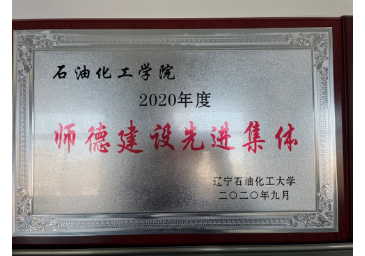 石油化工学院
2020年度
师德建设先进集体
辽宁石油化工大学
二〇二〇年九月